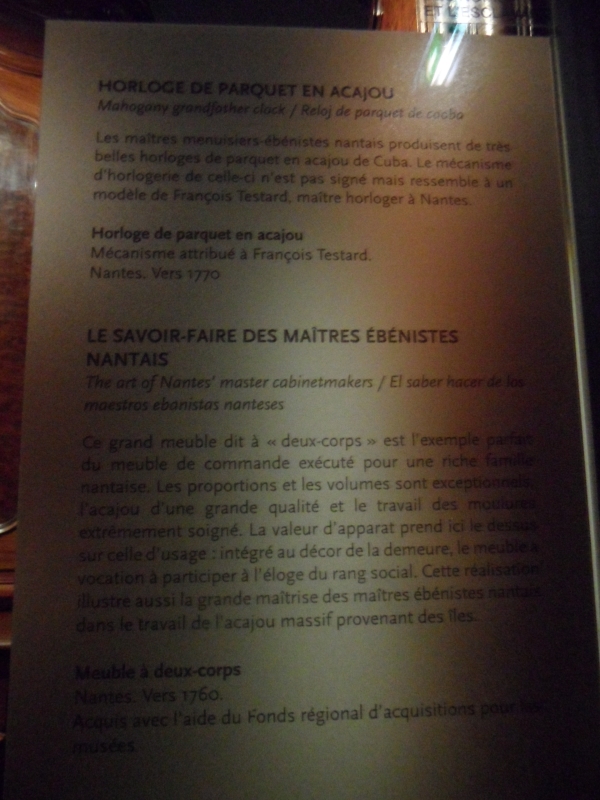 ET L'ESC
HORLOGE DE PARQUET EN ACAJOU
Mahogany grandfather clock / Reloj de parquet de caoba
Les maîtres menuisiers-ébénistes nantais produisent de très
belles horloges de parquet en acajou de Cuba. Le mécanisme
d'horlogerie de celle-ci n'est pas signé mais ressemble à un
modèle de François Testard, maître horloger à Nantes.
Horloge de parquet en acajou
Mécanisme attribué à François Testard.
Nantes. Vers 1770
LE SAVOIR-FAIRE DES MAÎTRES ÉBÉNISTES
NANTAIS
The art of Nantes' master cabinetmakers / El saber hacer de los
maestros ebanistas nanteses
Ce grand meuble dit à « deux-corps » est l'exemple parfait
du meuble de commande exécuté pour une riche famille
nantaise. Les proportions et les volumes sont exceptionnels,
l'acajou d'une grande qualité et le travail des moulures
extrêmement soigné. La valeur d'apparat prend ici le dessus
sur celle d'usage : intégré au décor de la demeure, le meuble a
vocation à participer à l'éloge du rang social. Cette réalisation
illustre aussi la grande maîtrise des maîtres ébénistes nantais
dans le travail de l'acajou massif provenant des îles.
Meuble à deux-corps
Nantes. Vers 1760.
Acquis avec l'aide du Fonds régional d'acquisitions pour les
musées